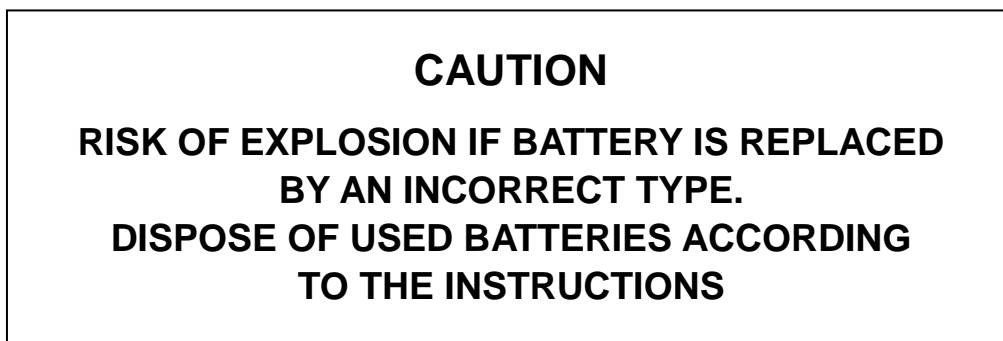 CAUTION
RISK OF EXPLOSION IF BATTERY IS REPLACED
BY AN INCORRECT TYPE.
DISPOSE OF USED BATTERIES ACCORDING
TO THE INSTRUCTIONS